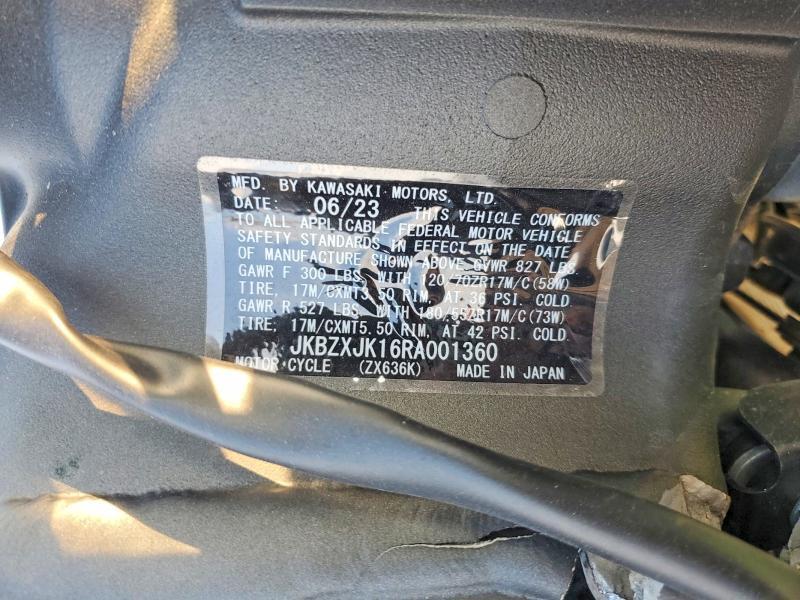 MFD. BY KAWASAKI MOTORS, LTD.
DATE: 06/23 THIS VEHICLE CONFORMS
TO ALL APPLICABLE FEDERAL MOTOR VEHICLE
SAFETY STANDARDS IN EFFECT ON THE DATE
OF MANUFACTURE SHOWN ABOVE GVWR 827 LBS
GAWR F 300 LBS. WITH 120/70ZR17M/C(58W)
TIRE, 17M/CXMT3.50 RIM, AT 36 PSI. COLD
GAWR R 527 LBS. WITH 180/55ZR17M/C(73W)
TIRE, 17M/CXMT5.50 RIM, AT 42 PSI. COLD
JKBZXJK16RA001360
MOTOR CYCLE (ZX636K) MADE IN JAPAN